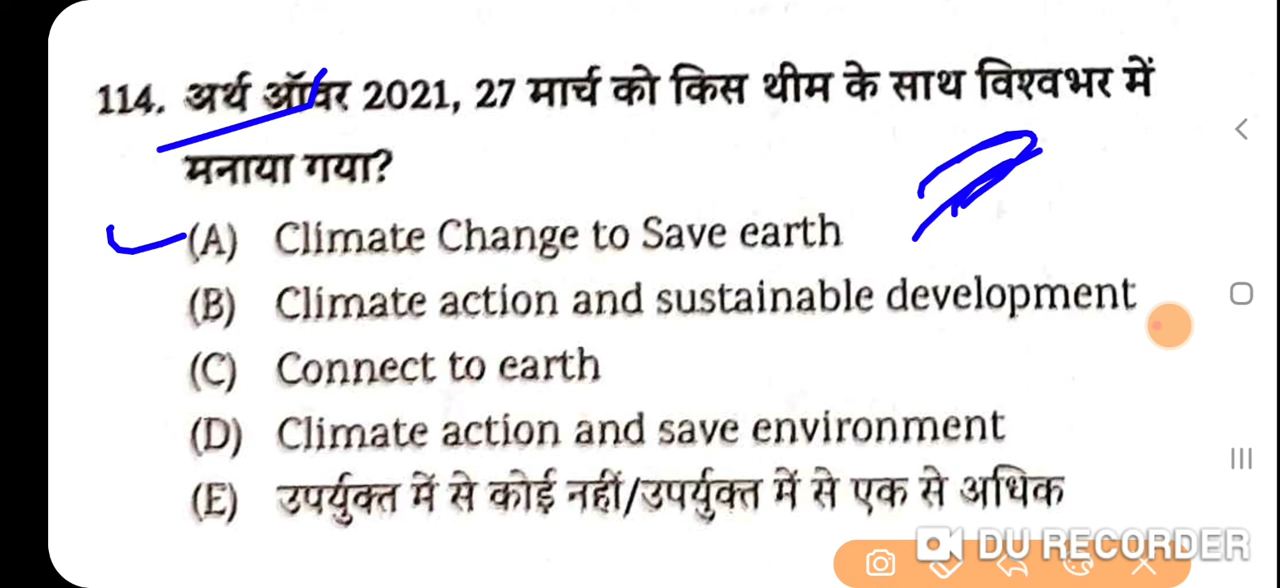 114. अर्थ ऑवर 2021, 27 मार्च को किस थीम के साथ विश्वभर में
मनाया गया?
(A) Climate Change to Save earth
(B) Climate action and sustainable development
(C) Connect to earth
(D) Climate action and save environment
(E) उपर्युक्त में से कोई नहीं/उपर्युक्त में से एक से अधिक
DU RECORDER